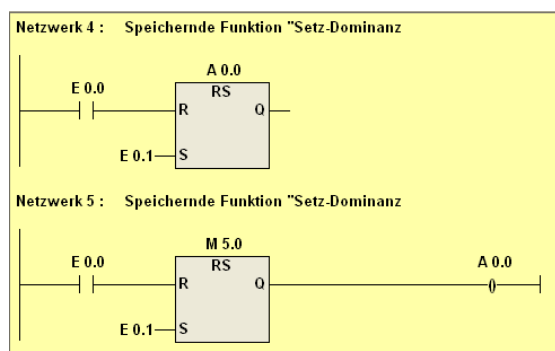 Netzwerk 4 : Speichernde Funktion "Setz-Dominanz
A 0.0
E 0.0
RS
R Q
E 0.1 S
Netzwerk 5 : Speichernde Funktion "Setz-Dominanz
M 5.0 A 0.0
E 0.0
RS
R Q
E 0.1 S